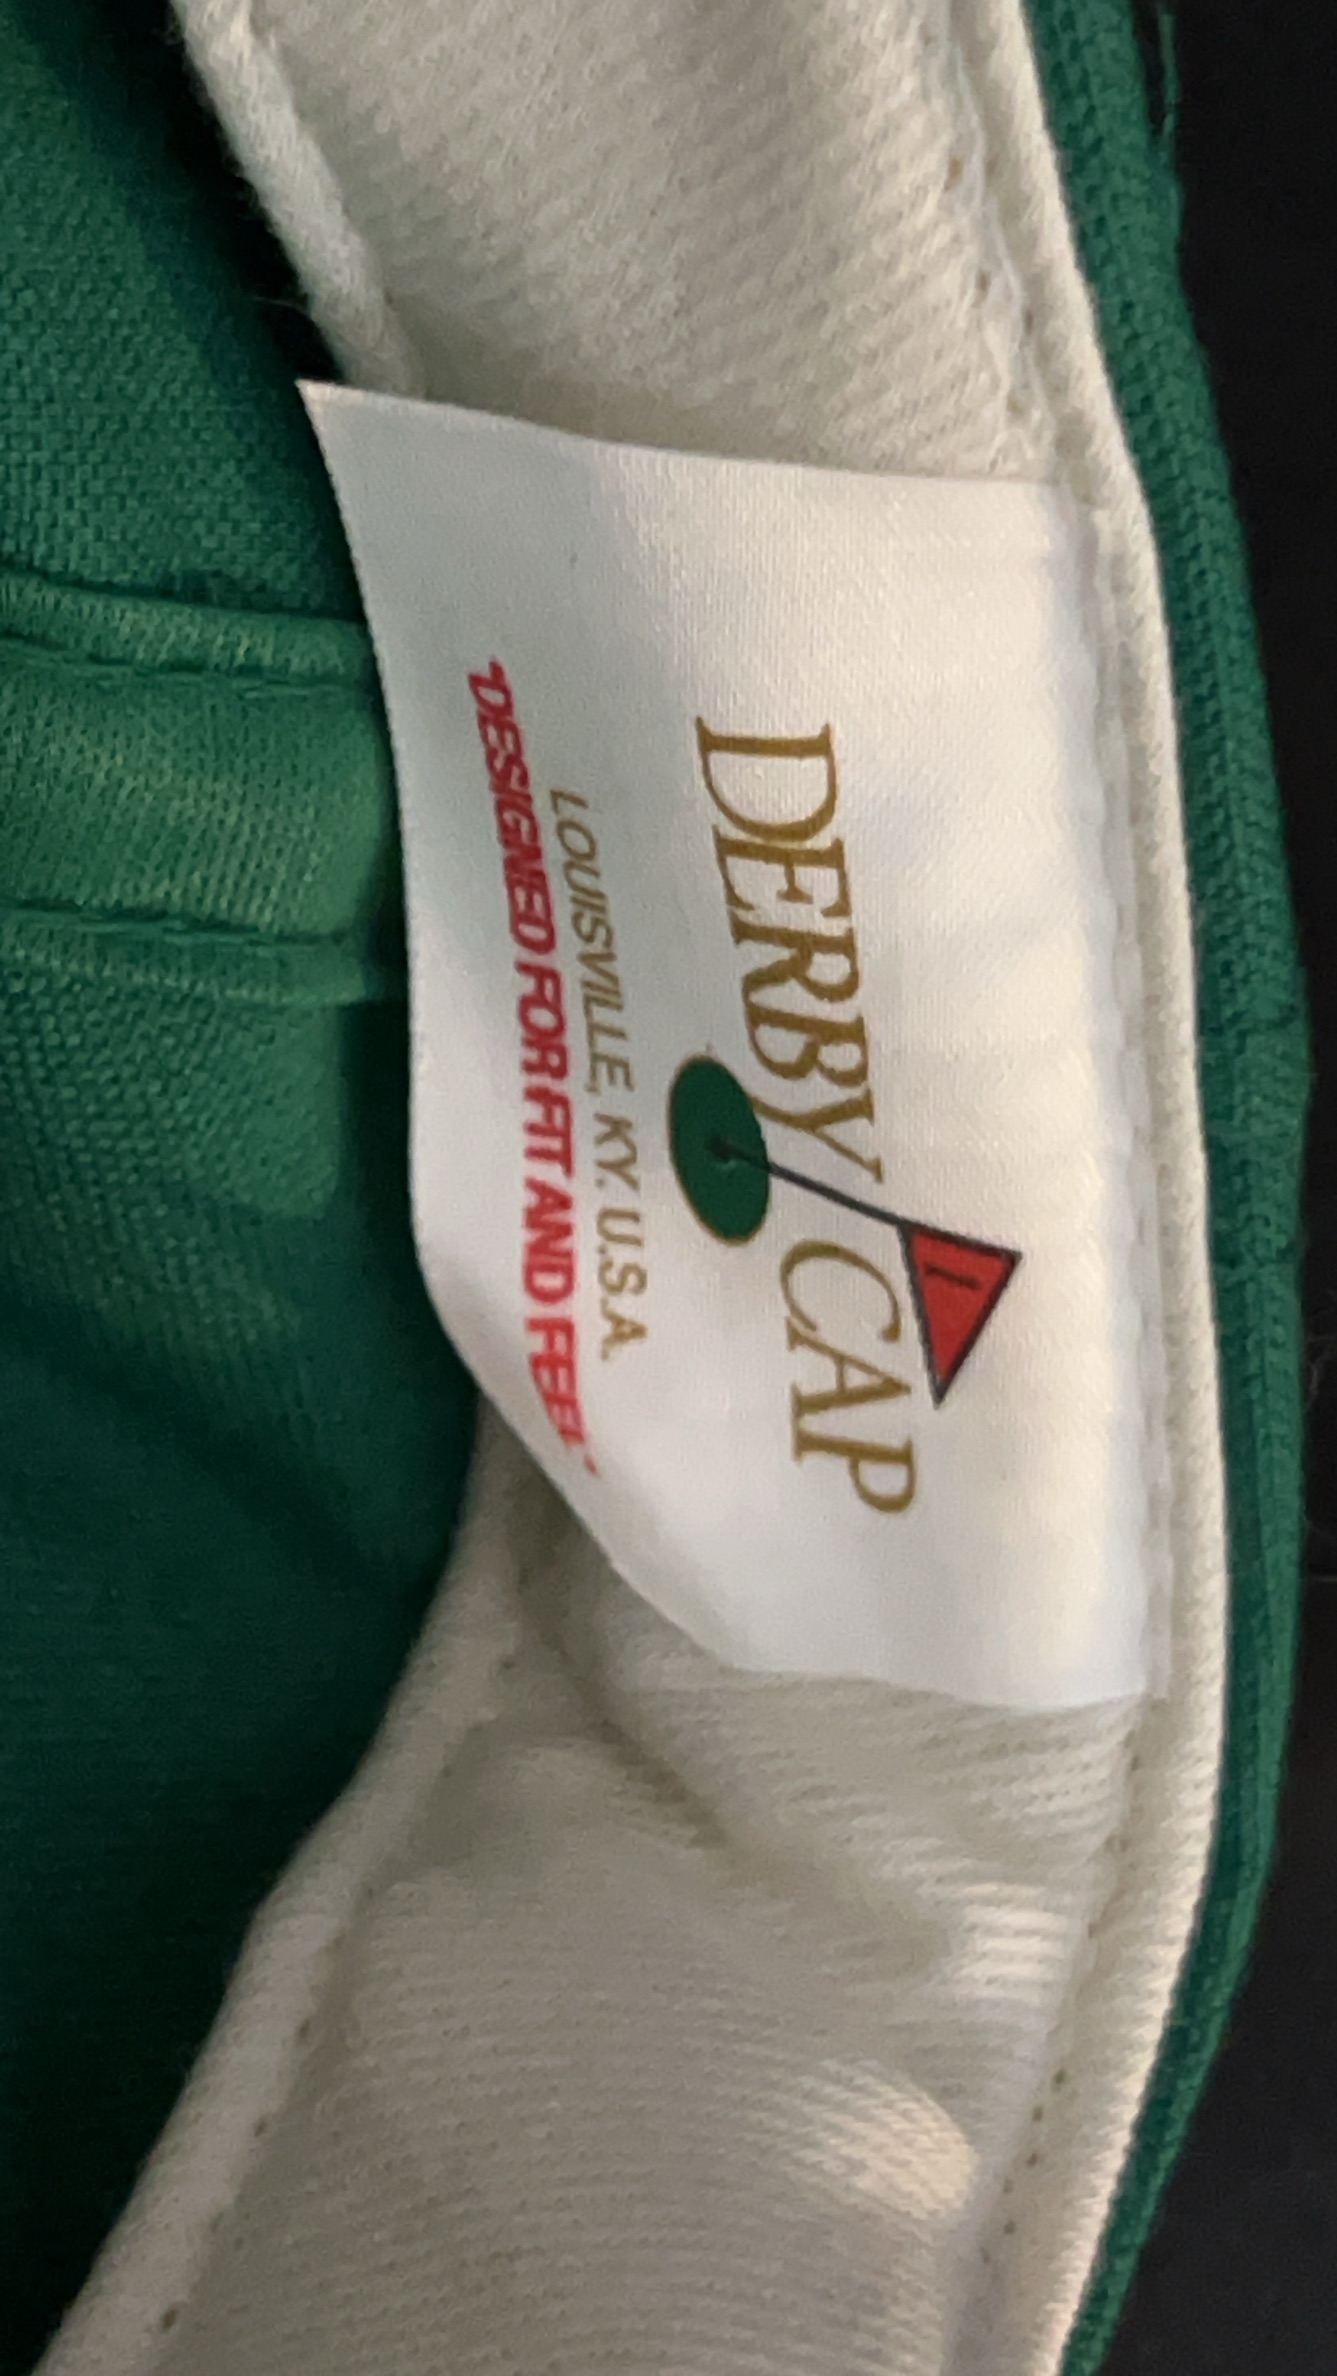 DERBY CAP
LOUISVILLE, KY. U.S.A.
"DESIGNED FOR FIT AND FEEL"